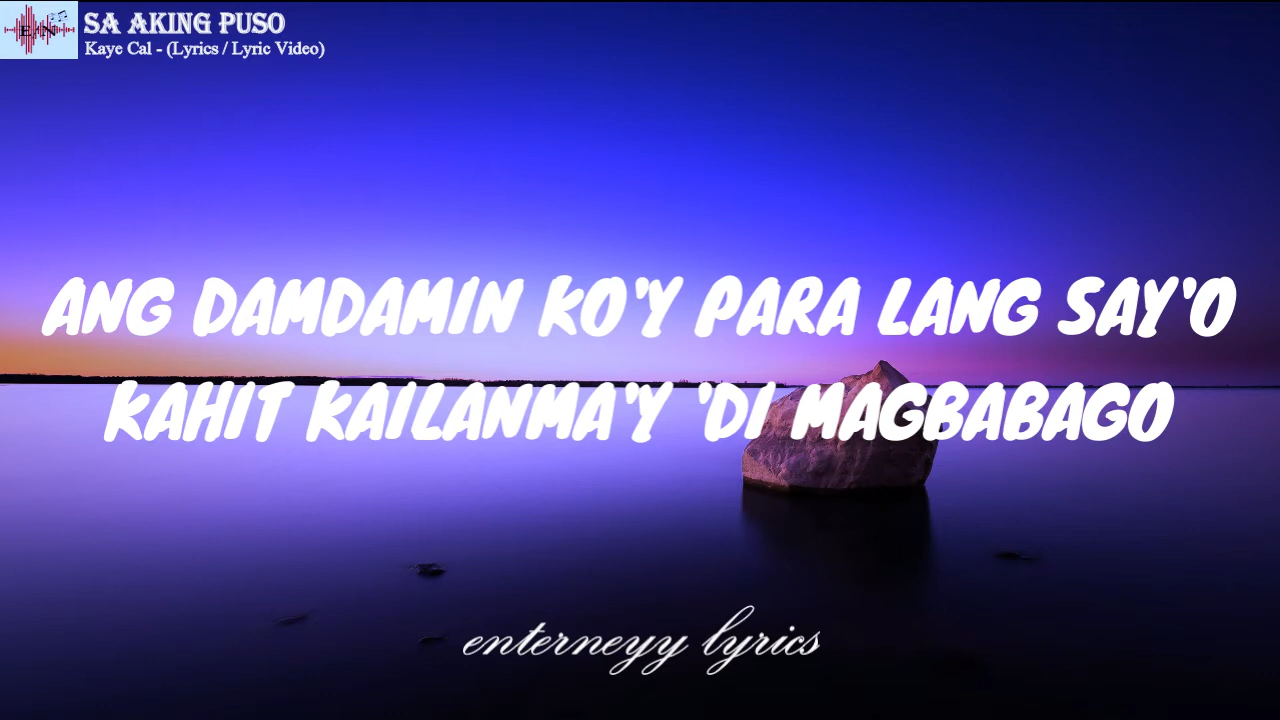 SA AKING PUSO
Kaye Cal - (Lyrics / Lyric Video)
EN
ANG DAMDAMIN KO'Y PARA LANG SAY'O
KAHIT KAILANMA'Y 'DI MAGBABAGO
enterneyy lyrics